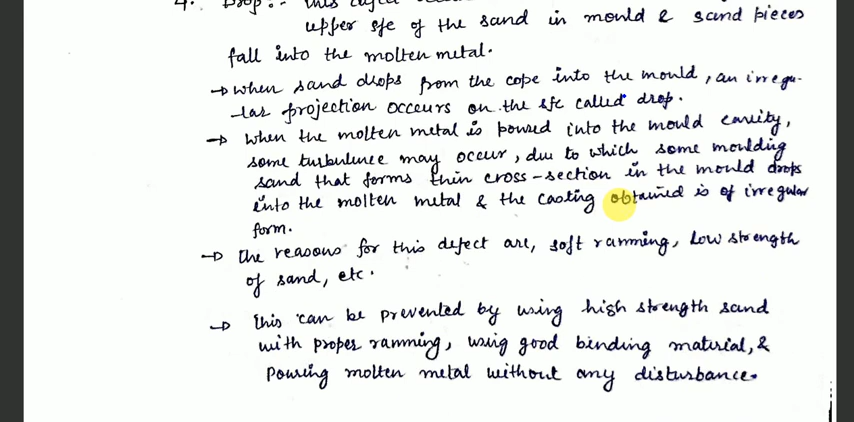 4. Drop:- This
upper sfc of the sand in mould & sand pieces
fall into the molten metal.
→ when sand drops from the cope into the mould, an irregu-
-lar projection occurs on the sfc called drop.
→ when the molten metal is poured into the mould cavity,
some turbulence may occur, due to which some moulding
sand that forms thin cross-section in the mould drops
into the molten metal & the casting obtained is of irregular
form.
→ The reasons for this defect are, soft ramming, low strength
of sand, etc.
→ This can be prevented by using high strength sand
with proper ramming, using good binding material, &
pouring molten metal without any disturbance.